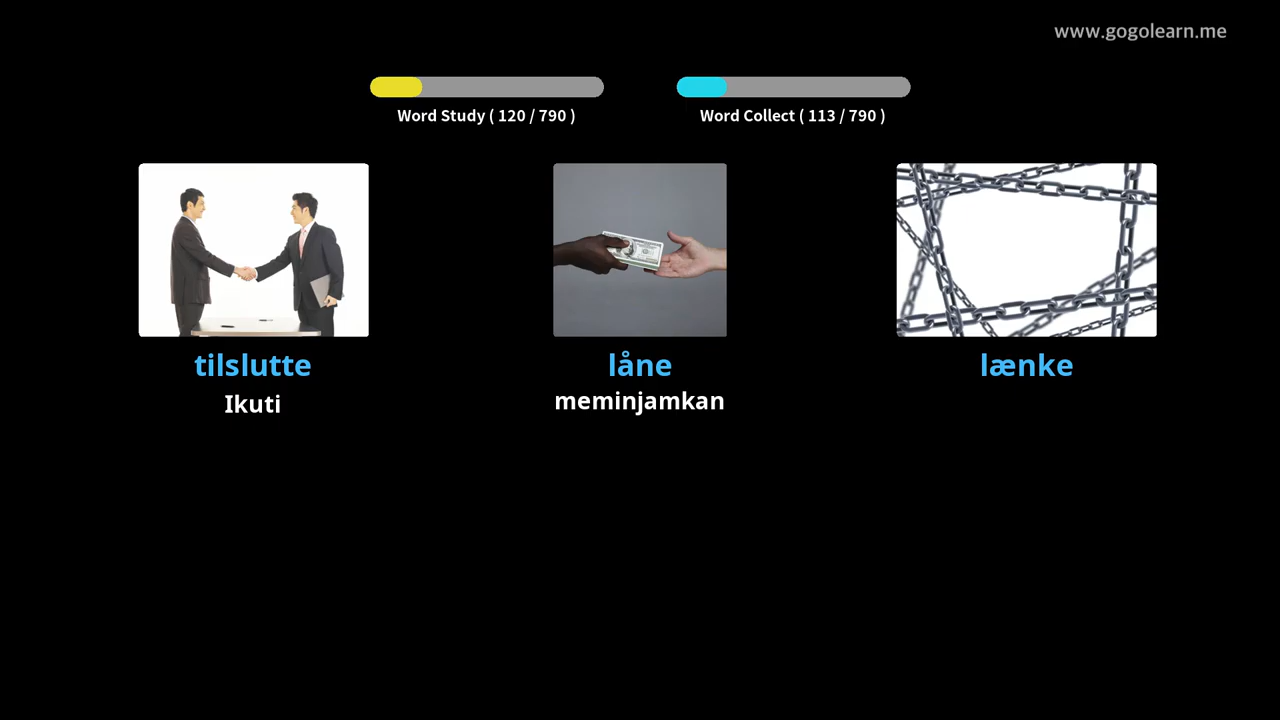 www.gogolearn.me
Word Study ( 120 / 790 )
Word Collect ( 113 / 790 )
tilslutte
Ikuti
låne
meminjamkan
lænke